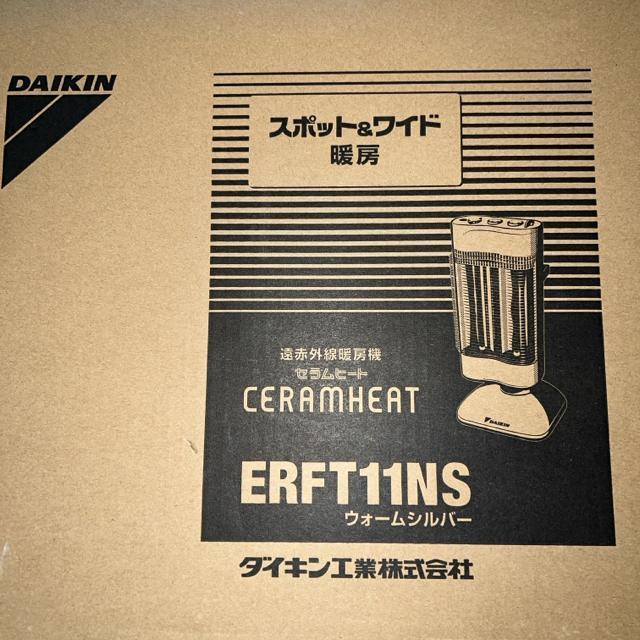 DAIKIN
スポット&ワイド
暖房
遠赤外線暖房機
セラムヒート
CERAMHEAT
DAIKIN
ERFT11NS
ウォームシルバー
ダイキン工業株式会社